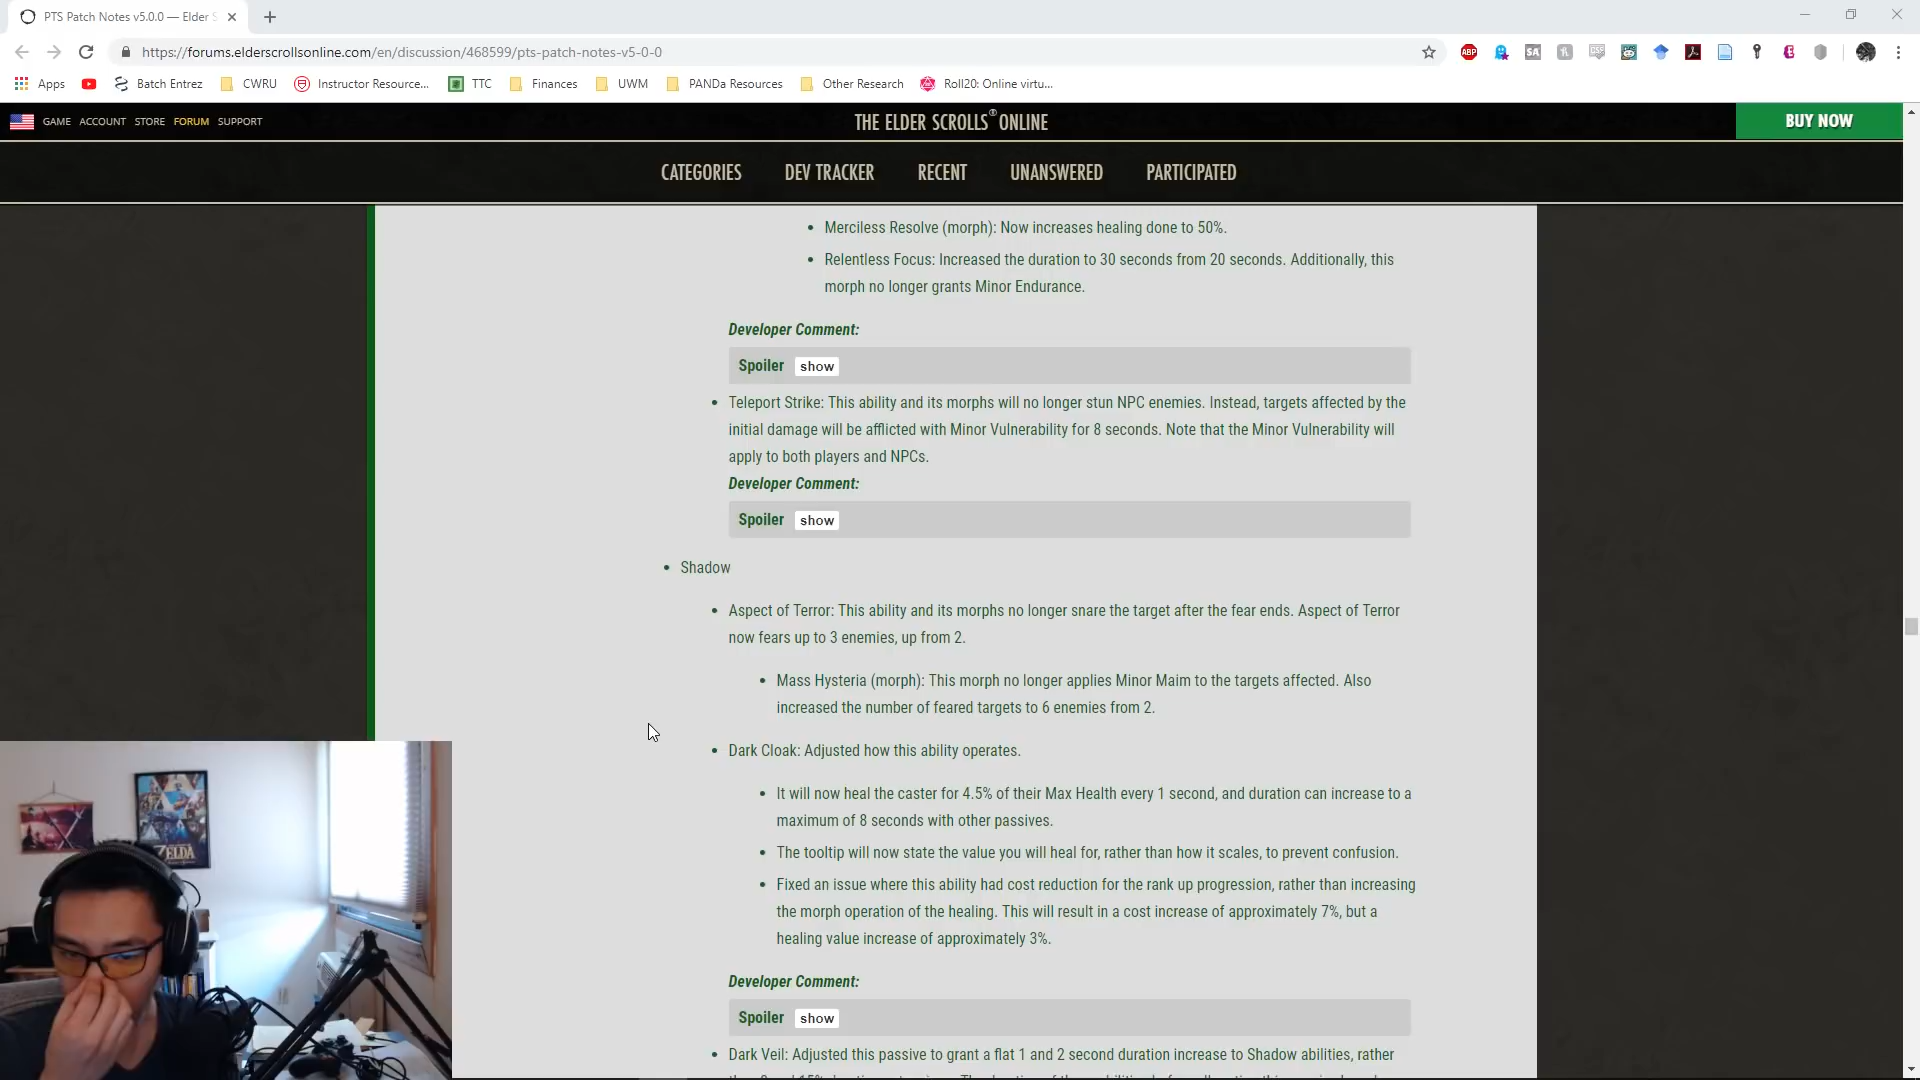 PTS Patch Notes v5.0.0 — Elder S
https://forums.elderscrollsonline.com/en/discussion/468599/pts-patch-notes-v5-0-0
ABP
SA
CSP
Apps
Batch Entrez
CWRU
Instructor Resource...
TTC
Finances
UWM
PANDa Resources
Other Research
Roll20: Online virtu...
GAME ACCOUNT STORE FORUM SUPPORT
THE ELDER SCROLLS® ONLINE
BUY NOW
CATEGORIES DEV TRACKER RECENT UNANSWERED PARTICIPATED
• Merciless Resolve (morph): Now increases healing done to 50%.
• Relentless Focus: Increased the duration to 30 seconds from 20 seconds. Additionally, this
morph no longer grants Minor Endurance.
Developer Comment:
Spoiler show
• Teleport Strike: This ability and its morphs will no longer stun NPC enemies. Instead, targets affected by the
initial damage will be afflicted with Minor Vulnerability for 8 seconds. Note that the Minor Vulnerability will
apply to both players and NPCs.
Developer Comment:
Spoiler show
• Shadow
• Aspect of Terror: This ability and its morphs no longer snare the target after the fear ends. Aspect of Terror
now fears up to 3 enemies, up from 2.
• Mass Hysteria (morph): This morph no longer applies Minor Maim to the targets affected. Also
increased the number of feared targets to 6 enemies from 2.
• Dark Cloak: Adjusted how this ability operates.
• It will now heal the caster for 4.5% of their Max Health every 1 second, and duration can increase to a
maximum of 8 seconds with other passives.
• The tooltip will now state the value you will heal for, rather than how it scales, to prevent confusion.
• Fixed an issue where this ability had cost reduction for the rank up progression, rather than increasing
the morph operation of the healing. This will result in a cost increase of approximately 7%, but a
healing value increase of approximately 3%.
Developer Comment:
Spoiler show
• Dark Veil: Adjusted this passive to grant a flat 1 and 2 second duration increase to Shadow abilities, rather
ZELDA